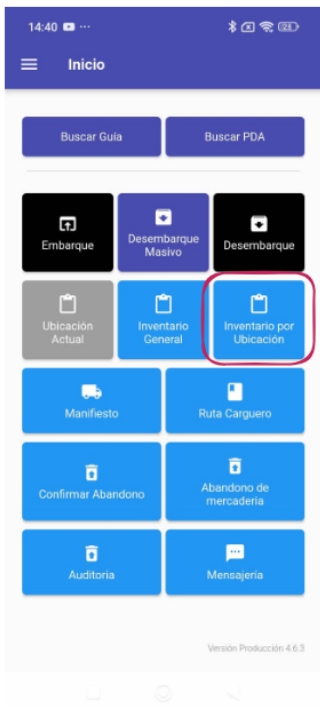 14:40
Inicio
Buscar Guía
Buscar PDA
Embarque
Desembarque
Masivo
Desembarque
Ubicación
Actual
Inventario
General
Inventario por
Ubicación
Manifiesto
Ruta Carguero
Confirmar Abandono
Abandono de
mercadería
Auditoria
Mensajería
Versión Producción 4.6.3